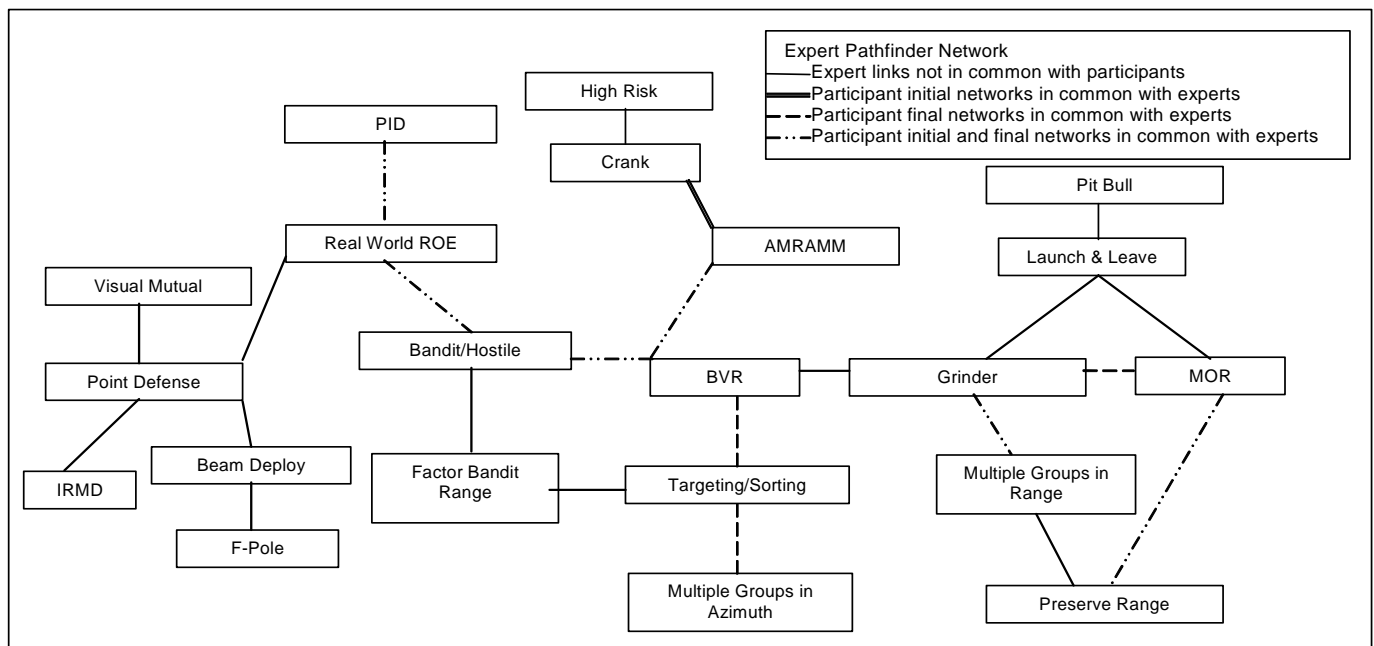 Expert Pathfinder Network
Expert links not in common with participants
Participant initial networks in common with experts
Participant final networks in common with experts
Participant initial and final networks in common with experts
High Risk
PID
Crank
Pit Bull
Real World ROE
AMRAMM
Launch & Leave
Visual Mutual
Bandit/Hostile
Point Defense
BVR
Grinder
MOR
Beam Deploy
Factor Bandit
Range
IRMD
Targeting/Sorting
Multiple Groups in
Range
F-Pole
Multiple Groups in
Azimuth
Preserve Range